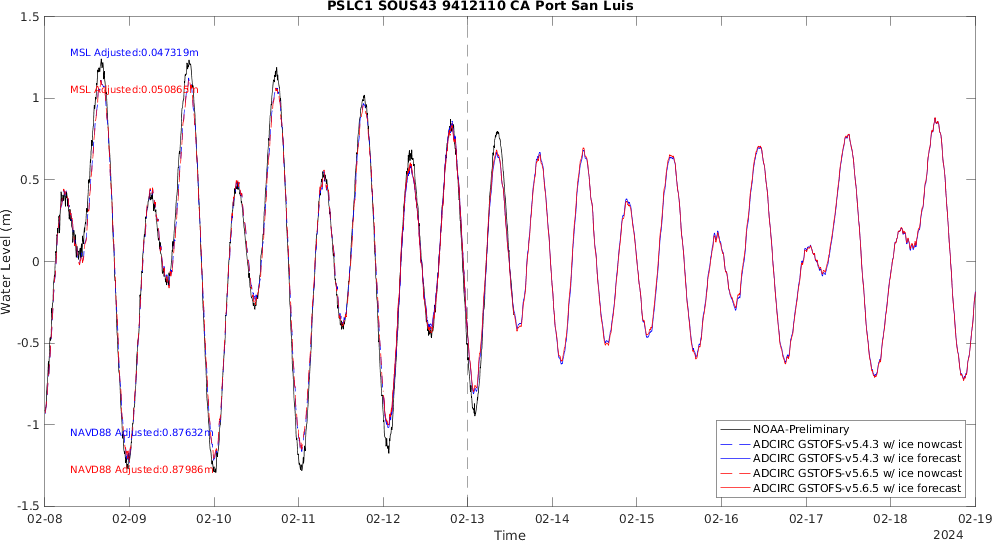 PSLC1 SOUS43 9412110 CA Port San Luis
1.5
MSL Adjusted:0.047319m
1
MSL Adjusted:0.050865m
0.5
0
Water Level (m)
-0.5
-1
NAVD88 Adjusted:0.87632m
NAVD88 Adjusted:0.87986m
-1.5
NOAA-Preliminary
ADCIRC GSTOFS-v5.4.3 w/ ice nowcast
ADCIRC GSTOFS-v5.4.3 w/ ice forecast
ADCIRC GSTOFS-v5.6.5 w/ ice nowcast
ADCIRC GSTOFS-v5.6.5 w/ ice forecast
02-08 02-09 02-10 02-11 02-12 02-13 02-14 02-15 02-16 02-17 02-18 02-19
Time
2024